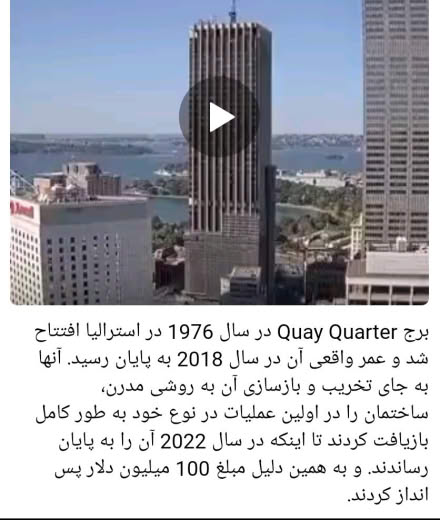 برج Quay Quarter در سال 1976 در استرالیا افتتاح
شد و عمر واقعی آن در سال 2018 به پایان رسید. آنها
به جای تخریب و بازسازی آن به روشی مدرن،
ساختمان را در اولین عملیات در نوع خود به طور کامل
بازیافت کردند تا اینکه در سال 2022 آن را به پایان
رساندند. و به همین دلیل مبلغ 100 میلیون دلار پس
انداز کردند.